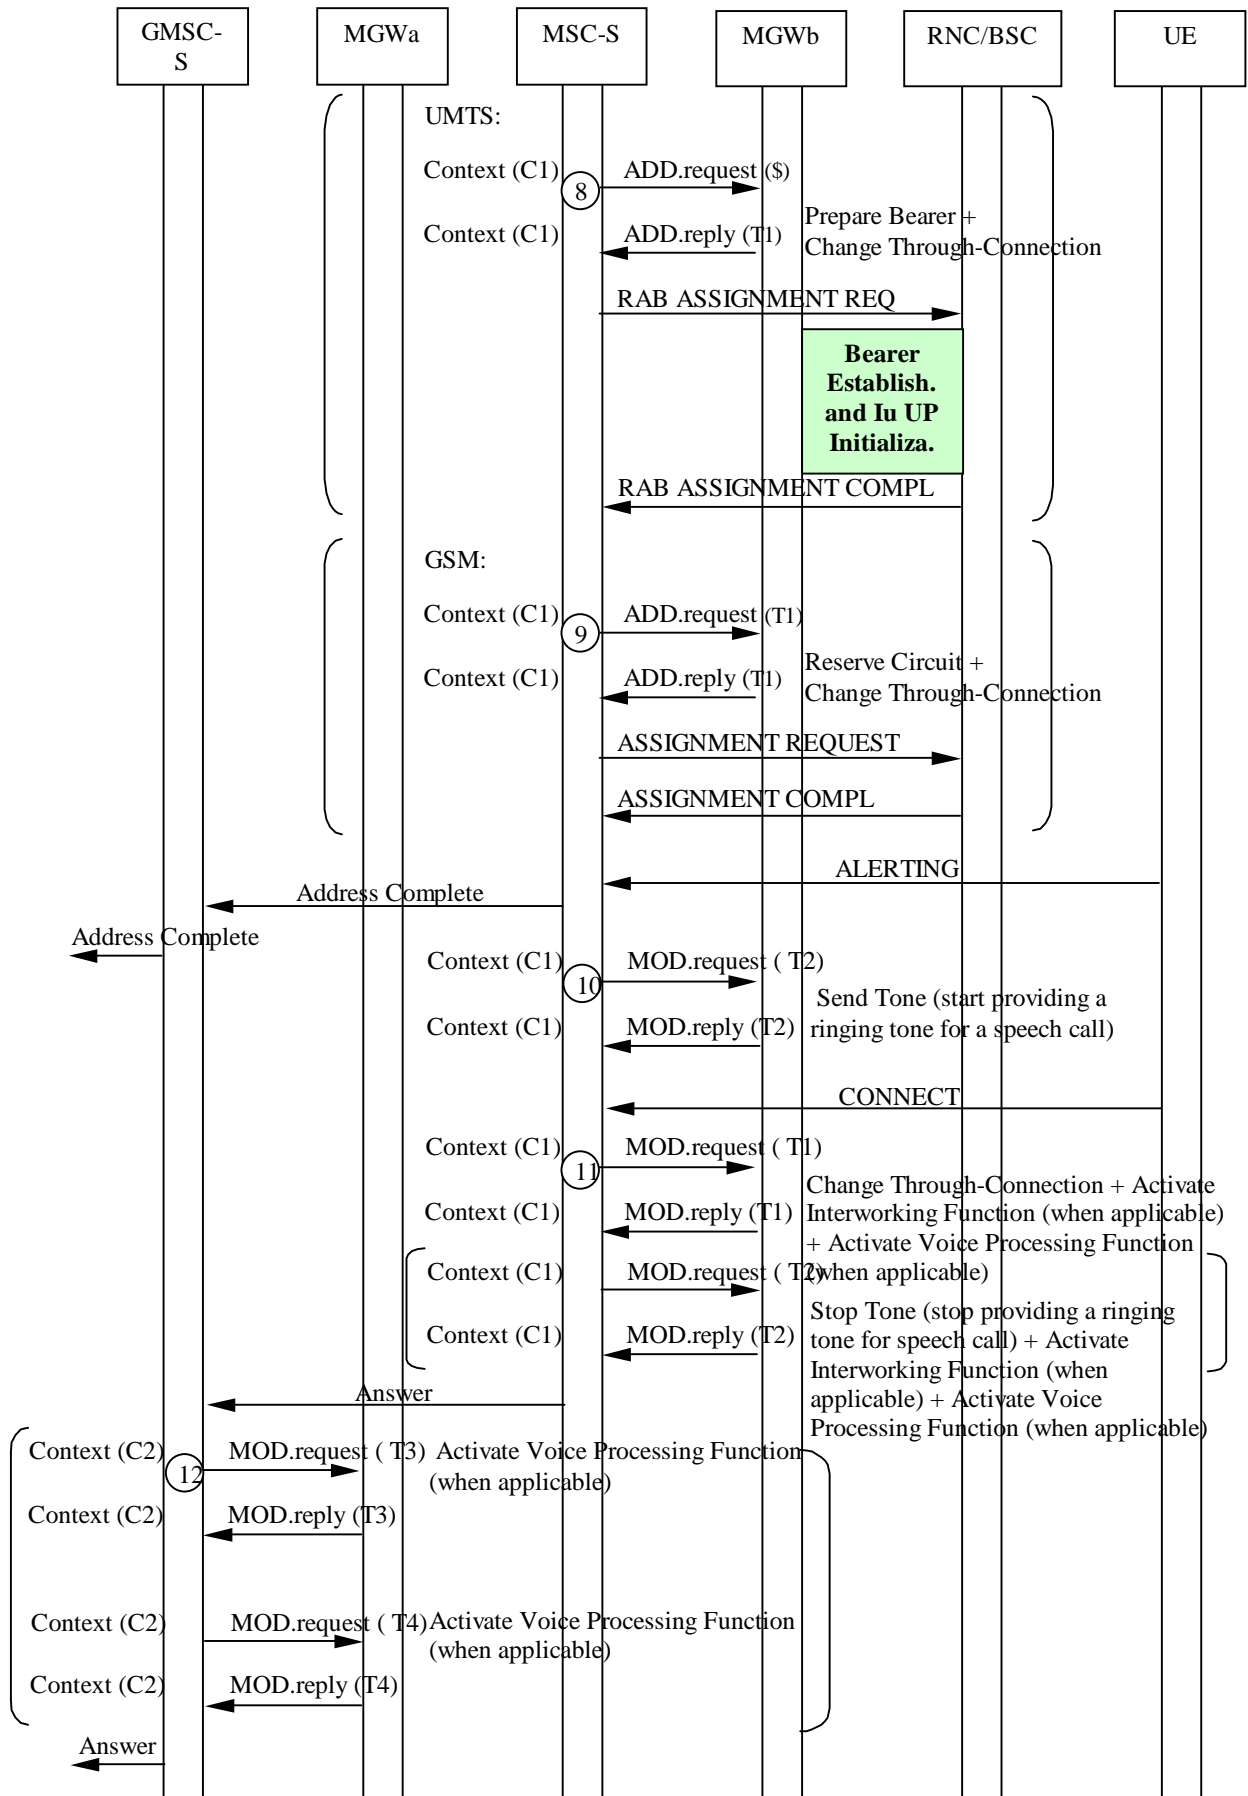 GMSC-
S
MGWa
MSC-S
MGWb
RNC/BSC
UE
UMTS:
Context (C1)
8
ADD.request ($)
Context (C1)
ADD.reply (T1)
Prepare Bearer +
Change Through-Connection
RAB ASSIGNMENT REQ
Bearer
Establish.
and Iu UP
Initializa.
RAB ASSIGNMENT COMPL
GSM:
Context (C1)
9
ADD.request (T1)
Context (C1)
ADD.reply (T1)
Reserve Circuit +
Change Through-Connection
ASSIGNMENT REQUEST
ASSIGNMENT COMPL
ALERTING
Address Complete
Address Complete
Context (C1)
10
MOD.request ( T2)
Context (C1)
MOD.reply (T2)
Send Tone (start providing a
ringing tone for a speech call)
CONNECT
Context (C1)
11
MOD.request ( T1)
Context (C1)
MOD.reply (T1)
Change Through-Connection + Activate
Interworking Function (when applicable)
+ Activate Voice Processing Function
(when applicable)
Context (C1)
MOD.request ( T2)
Context (C1)
MOD.reply (T2)
Stop Tone (stop providing a ringing
tone for speech call) + Activate
Interworking Function (when
applicable) + Activate Voice
Processing Function (when applicable)
Answer
Context (C2)
12
MOD.request ( T3)
Activate Voice Processing Function
(when applicable)
Context (C2)
MOD.reply (T3)
Context (C2)
MOD.request ( T4)
Activate Voice Processing Function
(when applicable)
Context (C2)
MOD.reply (T4)
Answer